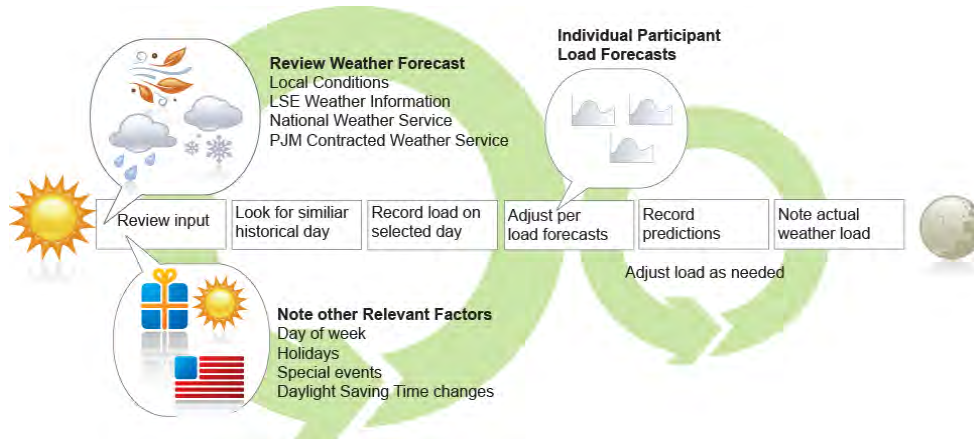 Review Weather Forecast
Local Conditions
LSE Weather Information
National Weather Service
PJM Contracted Weather Service
Individual Participant
Load Forecasts
Review input
Look for similiar
historical day
Record load on
selected day
Adjust per
load forecasts
Record
predictions
Note actual
weather load
Adjust load as needed
Note other Relevant Factors
Day of week
Holidays
Special events
Daylight Saving Time changes